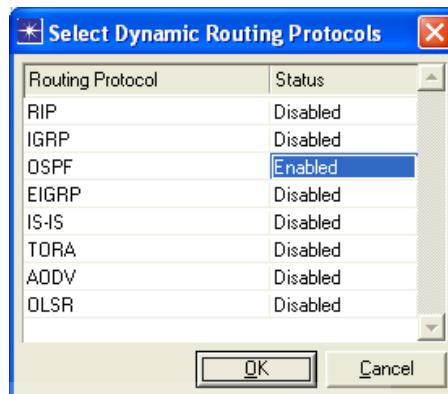 Select Dynamic Routing Protocols
Routing Protocol Status
RIP Disabled
IGRP Disabled
OSPF Enabled
EIGRP Disabled
IS-IS Disabled
TORA Disabled
AODV Disabled
OLSR Disabled
OK Cancel